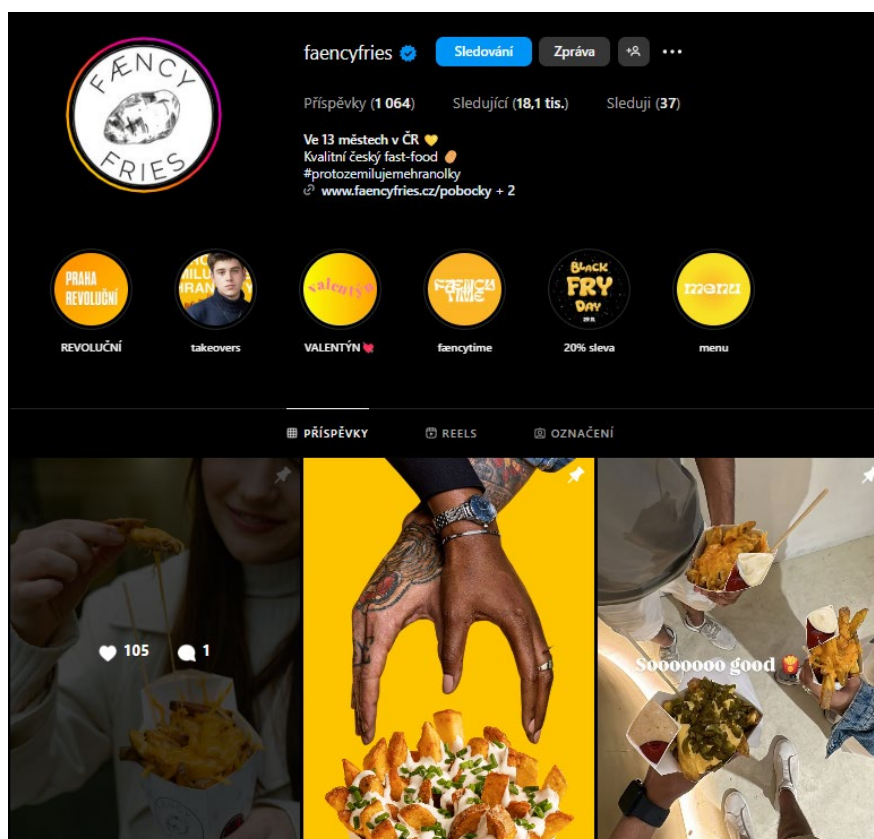 FÆNCY
FRIES
faencyfries
Sledování
Zpráva
Příspěvky (1 064)
Sledující (18,1 tis.)
Sleduji (37)
Ve 13 městech v ČR 💛
Kvalitní český fast-food 🥔
#protozemilujemehranolky
www.faencyfries.cz/pobocky + 2
PRAHA
REVOLUČNÍ
valentýn
FÆNCY
TIME
BLACK
FRY
DAY
menu
REVOLUČNÍ
takeovers
VALENTÝN 💘
fæncytime
20% sleva
menu
PŘÍSPĚVKY
REELS
OZNAČENÍ
105
1
Sooooooo good 🍟